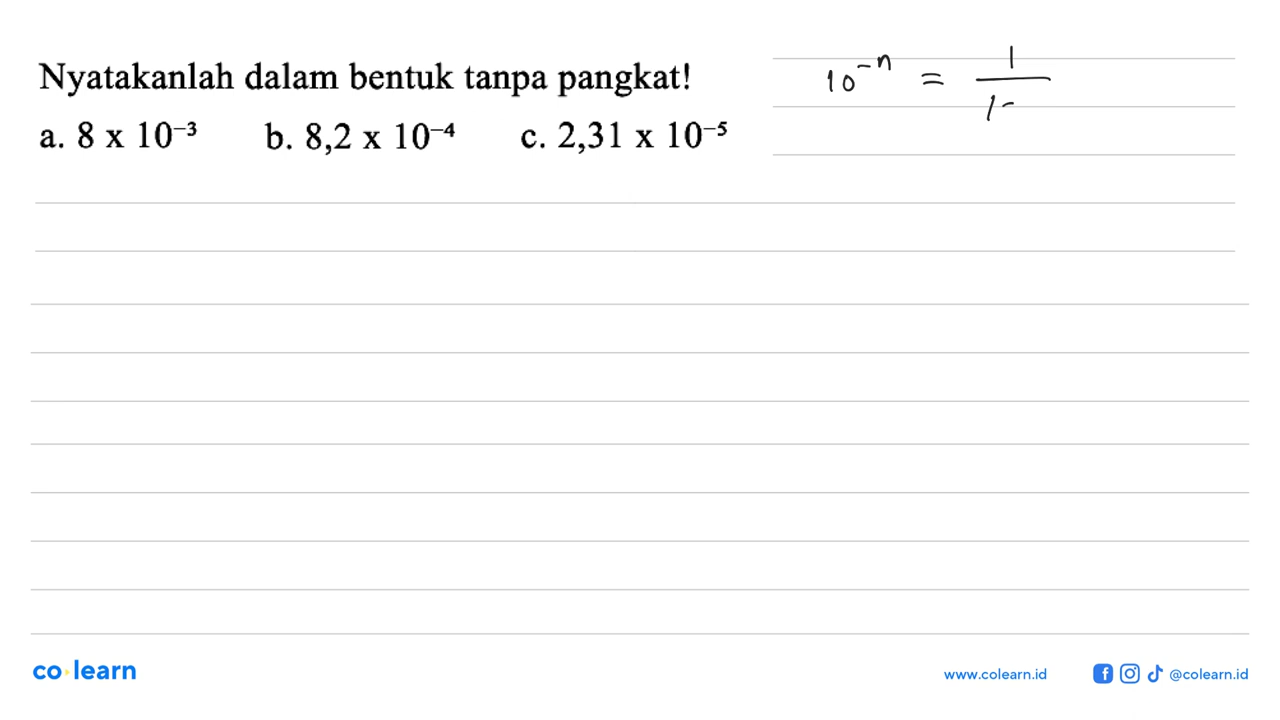 Nyatakanlah dalam bentuk tanpa pangkat!
a. 8 x 10⁻³ b. 8,2 x 10⁻⁴ c. 2,31 x 10⁻⁵
10⁻ⁿ = 1/1
co learn
www.colearn.id
@colearn.id